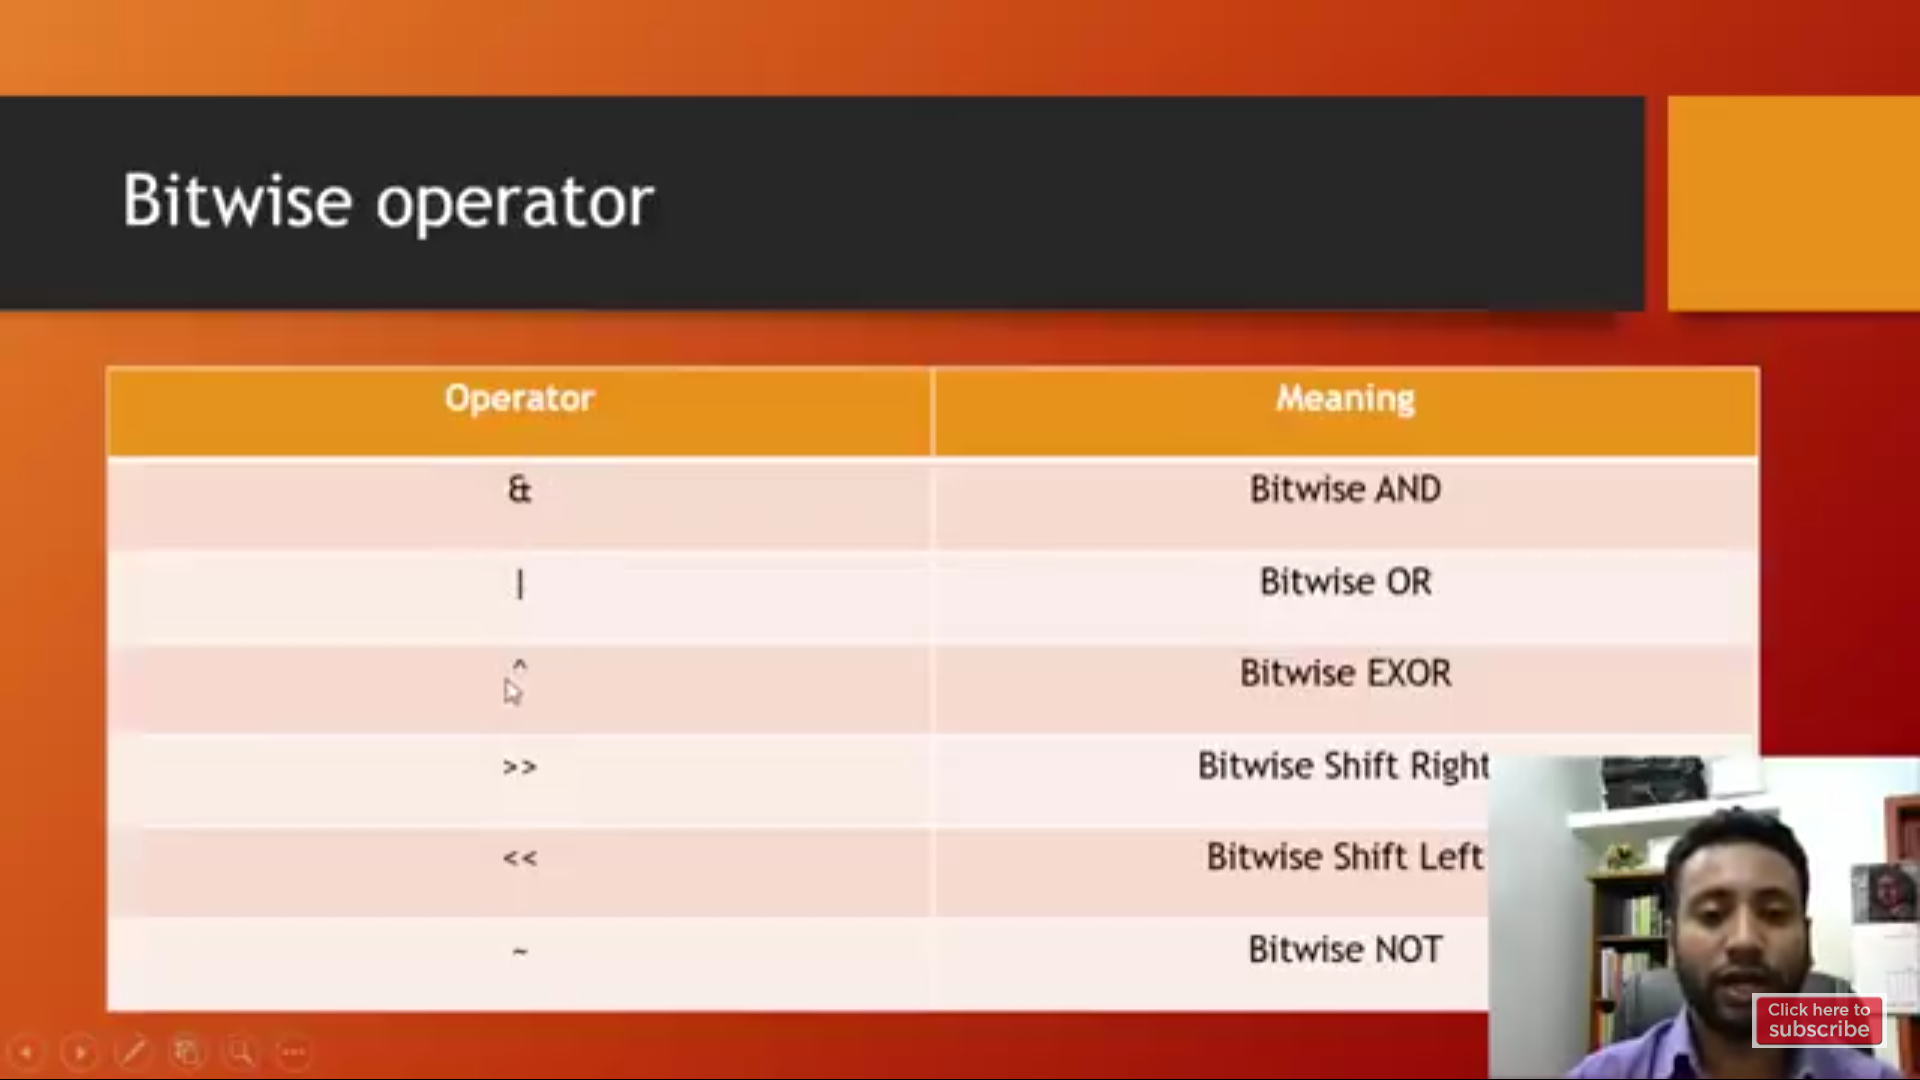 Bitwise operator
Operator Meaning
& Bitwise AND
| Bitwise OR
^ Bitwise EXOR
>> Bitwise Shift Right
<< Bitwise Shift Left
~ Bitwise NOT
Click here to
subscribe